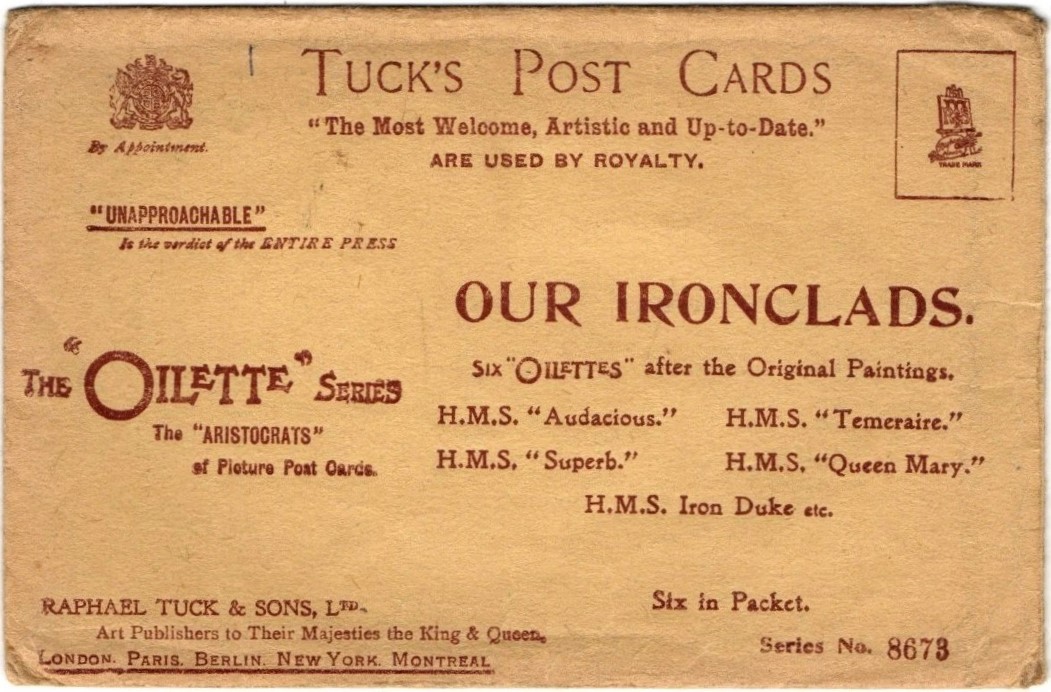 TUCK'S POST CARDS
"The Most Welcome, Artistic and Up-to-Date."
ARE USED BY ROYALTY.
By Appointment.
TRADE MARK
"UNAPPROACHABLE"
Is the verdict of the ENTIRE PRESS
OUR IRONCLADS.
THE "OILETTE" SERIES
The "ARISTOCRATS"
of Picture Post Cards.
SIX "OILETTES" after the Original Paintings.
H.M.S. "Audacious." H.M.S. "Temeraire."
H.M.S. "Superb." H.M.S. "Queen Mary."
H.M.S. Iron Duke etc.
RAPHAEL TUCK & SONS, LTD.
Art Publishers to Their Majesties the King & Queen.
LONDON. PARIS. BERLIN. NEW YORK. MONTREAL
Six in Packet.
Series No. 8673